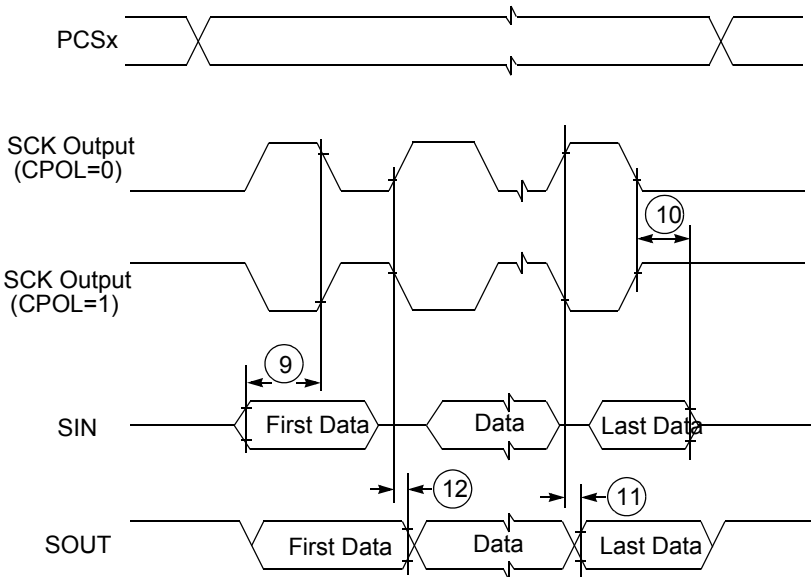 PCSx
SCK Output
(CPOL=0)
10
SCK Output
(CPOL=1)
9
SIN
First Data
Data
Last Data
12
11
SOUT
First Data
Data
Last Data